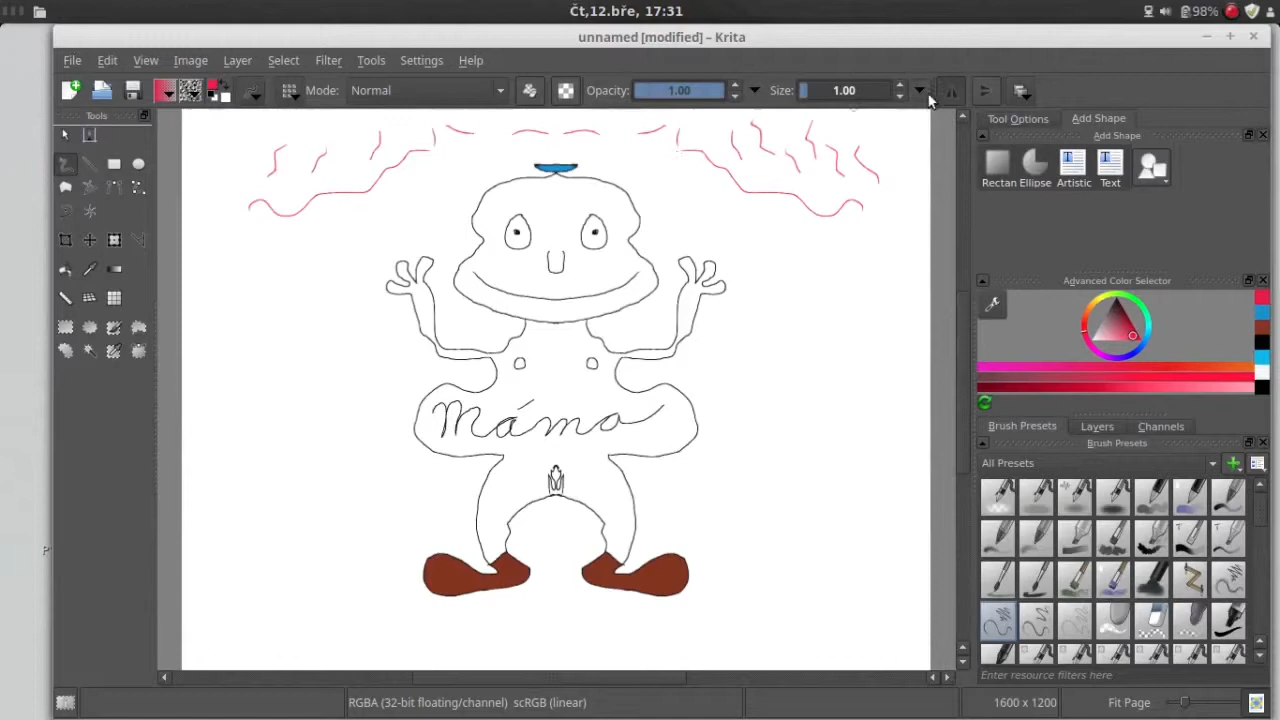 Čt,12.bře, 17:31
98%
unnamed [modified] – Krita
File Edit View Image Layer Select Filter Tools Settings Help
Mode: Normal Opacity: 1.00 Size: 1.00
Tools
Tool Options Add Shape
Add Shape
Rectan Ellipse Artistic Text
Advanced Color Selector
Máma
Brush Presets Layers Channels
Brush Presets
All Presets
Enter resource filters here
RGBA (32-bit floating/channel) sRGB (linear) 1600 x 1200 Fit Page